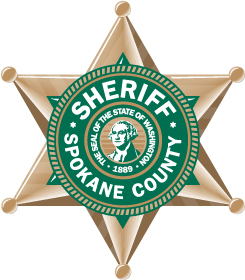 SHERIFF
THE SEAL OF THE STATE OF WASHINGTON
1889
SPOKANE COUNTY